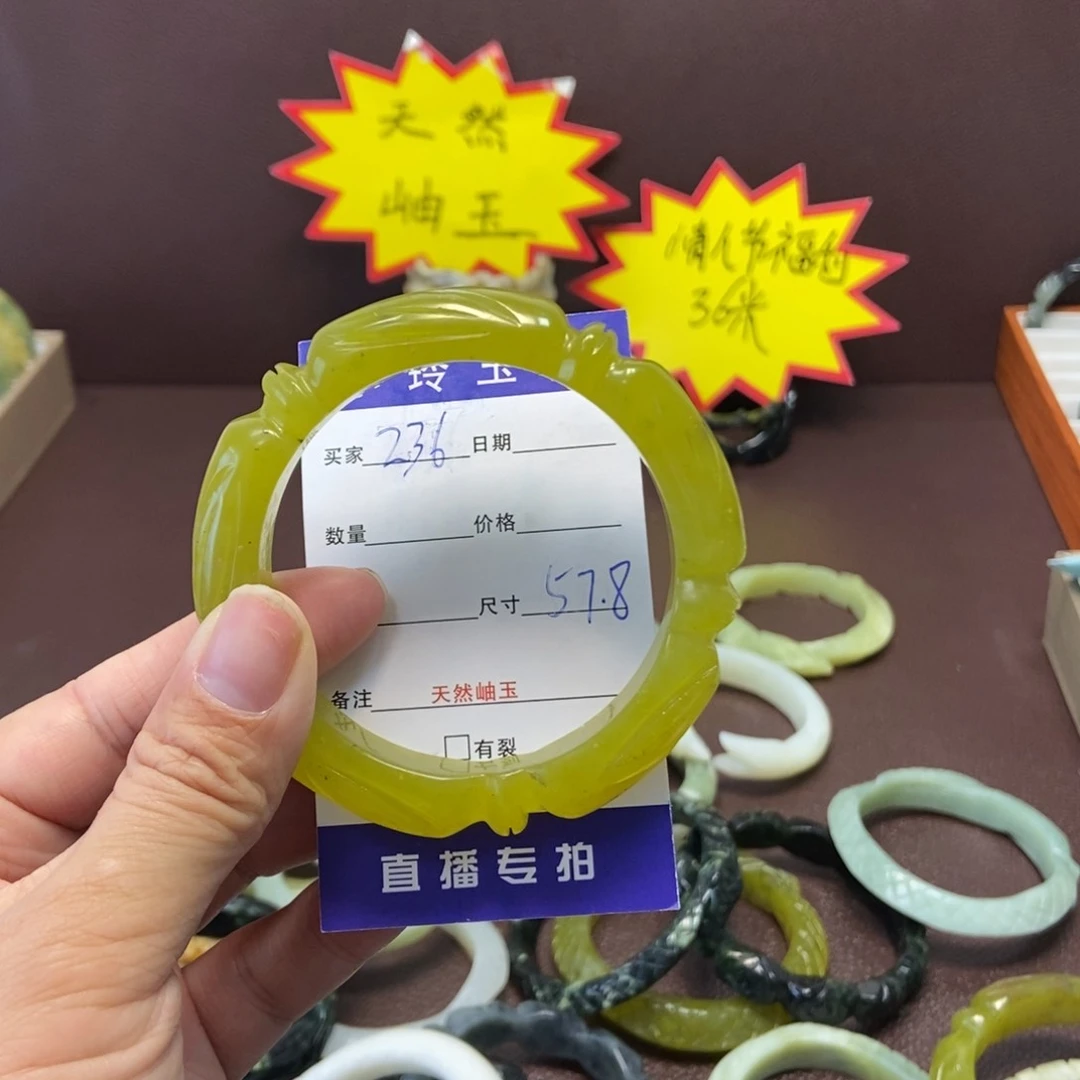 天然
岫玉
情人节福利
36米
玲玉
买家 236 日期
数量 价格
尺寸 57.8
备注 天然岫玉
□有裂
直播专拍